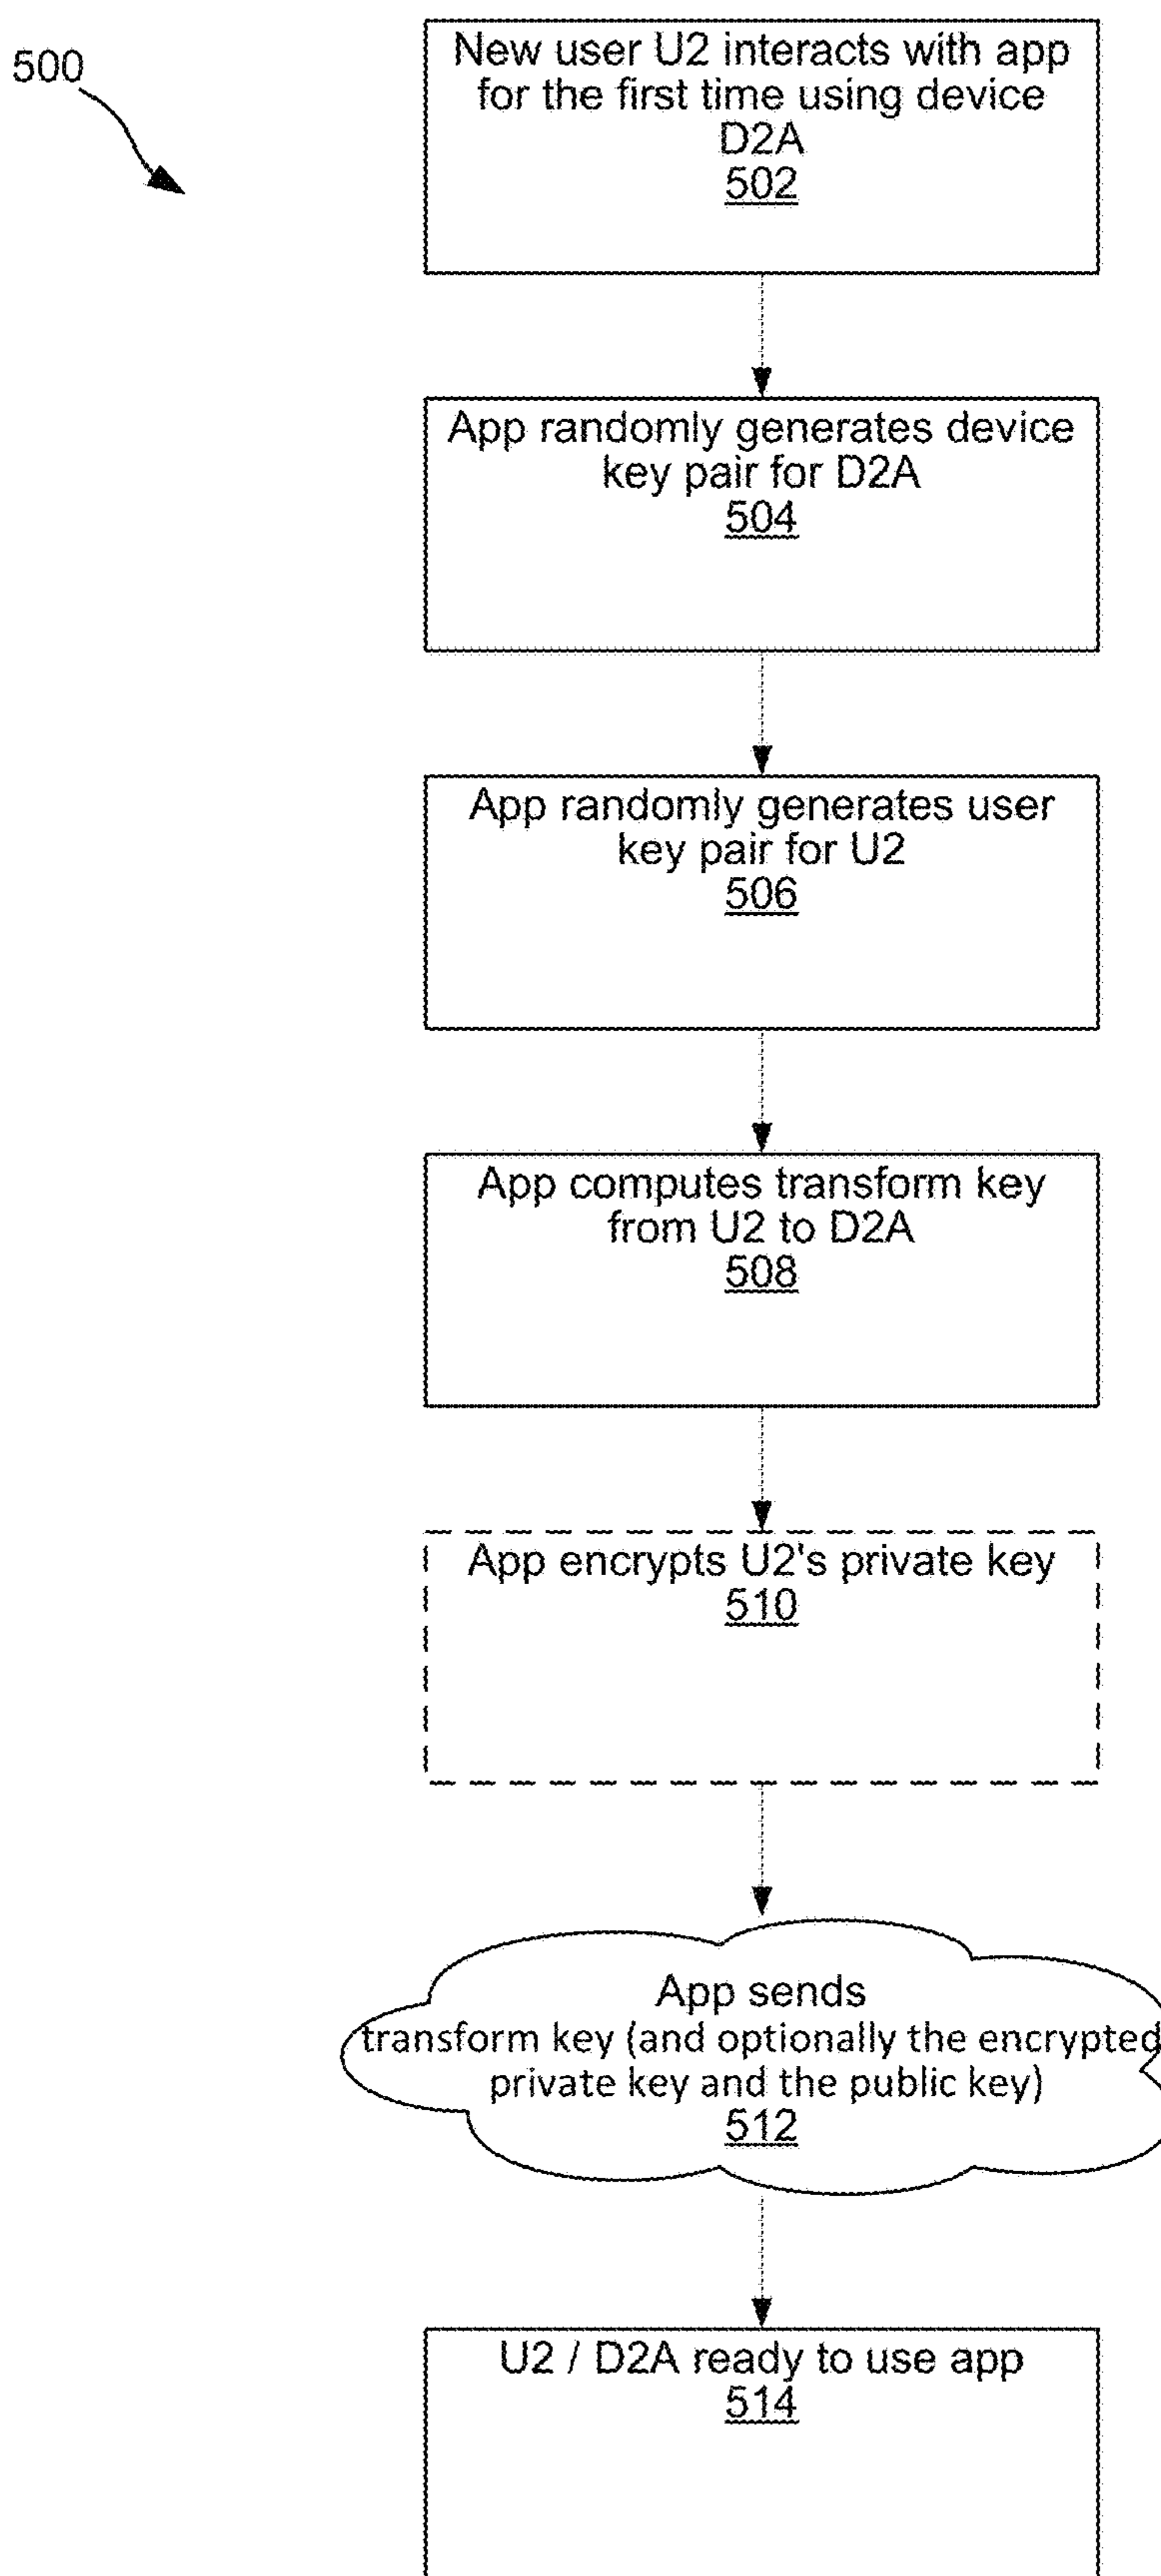 500
New user U2 interacts with app
for the first time using device
D2A
502
App randomly generates device
key pair for D2A
504
App randomly generates user
key pair for U2
506
App computes transform key
from U2 to D2A
508
App encrypts U2's private key
510
App sends
transform key (and optionally the encrypted
private key and the public key)
512
U2 / D2A ready to use app
514